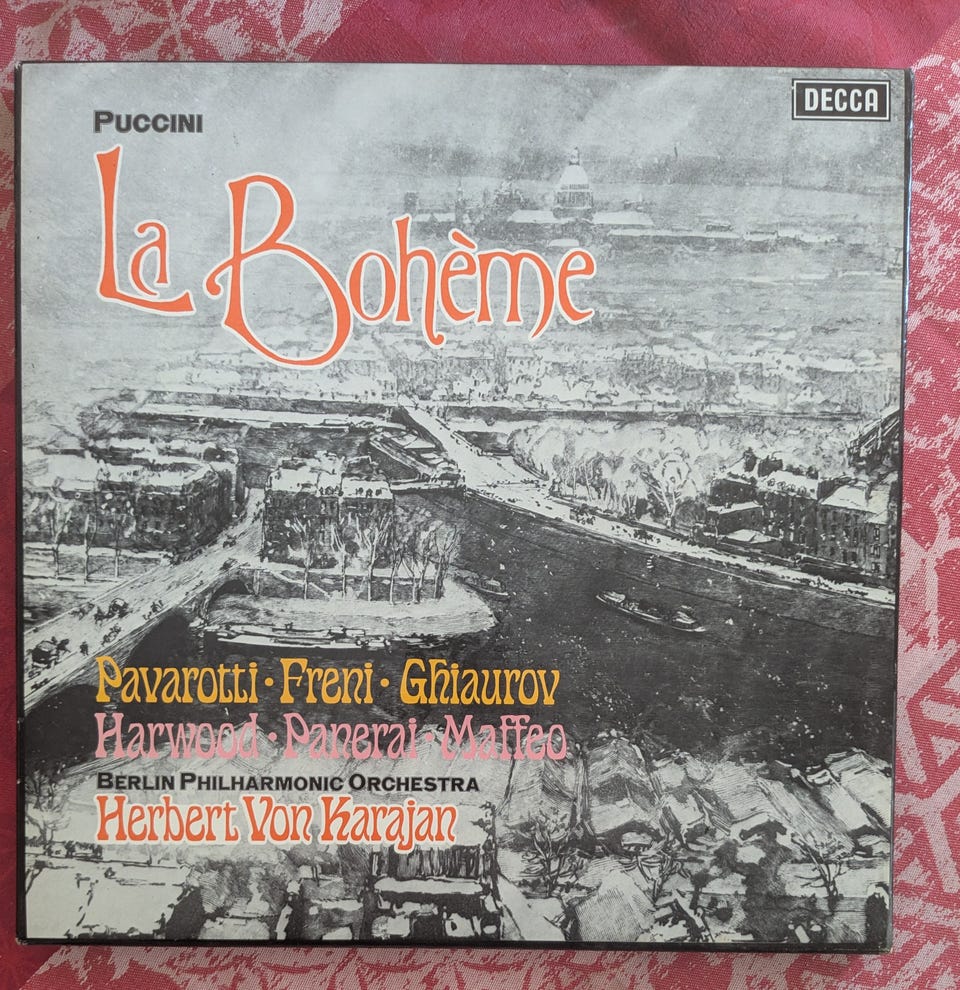 DECCA
PUCCINI
La Bohème
Pavarotti · Freni · Ghiaurov
Harwood · Panerai · Maffeo
BERLIN PHILHARMONIC ORCHESTRA
Herbert Von Karajan